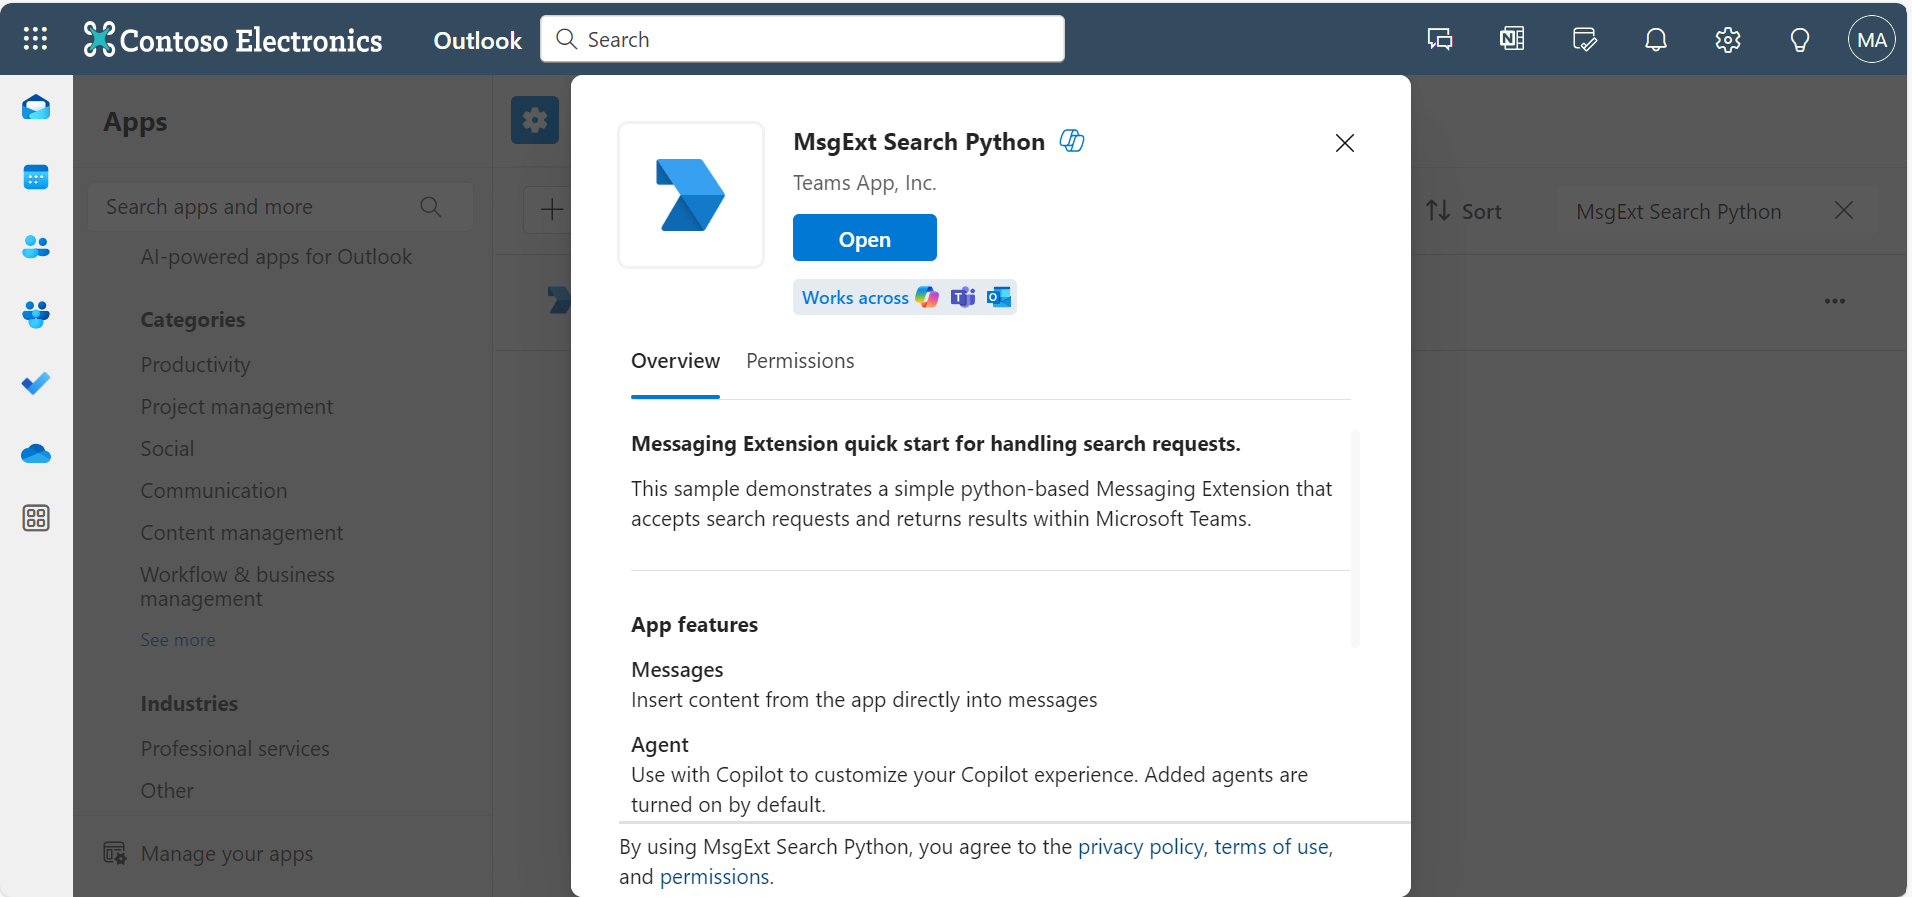 Contoso Electronics
Outlook
Search
MA
Apps
Search apps and more
AI-powered apps for Outlook
Categories
Productivity
Project management
Social
Communication
Content management
Workflow & business
management
See more
Industries
Professional services
Other
Manage your apps
Sort
MsgExt Search Python
MsgExt Search Python
Teams App, Inc.
Open
Works across
Overview
Permissions
Messaging Extension quick start for handling search requests.
This sample demonstrates a simple python-based Messaging Extension that
accepts search requests and returns results within Microsoft Teams.
App features
Messages
Insert content from the app directly into messages
Agent
Use with Copilot to customize your Copilot experience. Added agents are
turned on by default.
By using MsgExt Search Python, you agree to the privacy policy, terms of use,
and permissions.